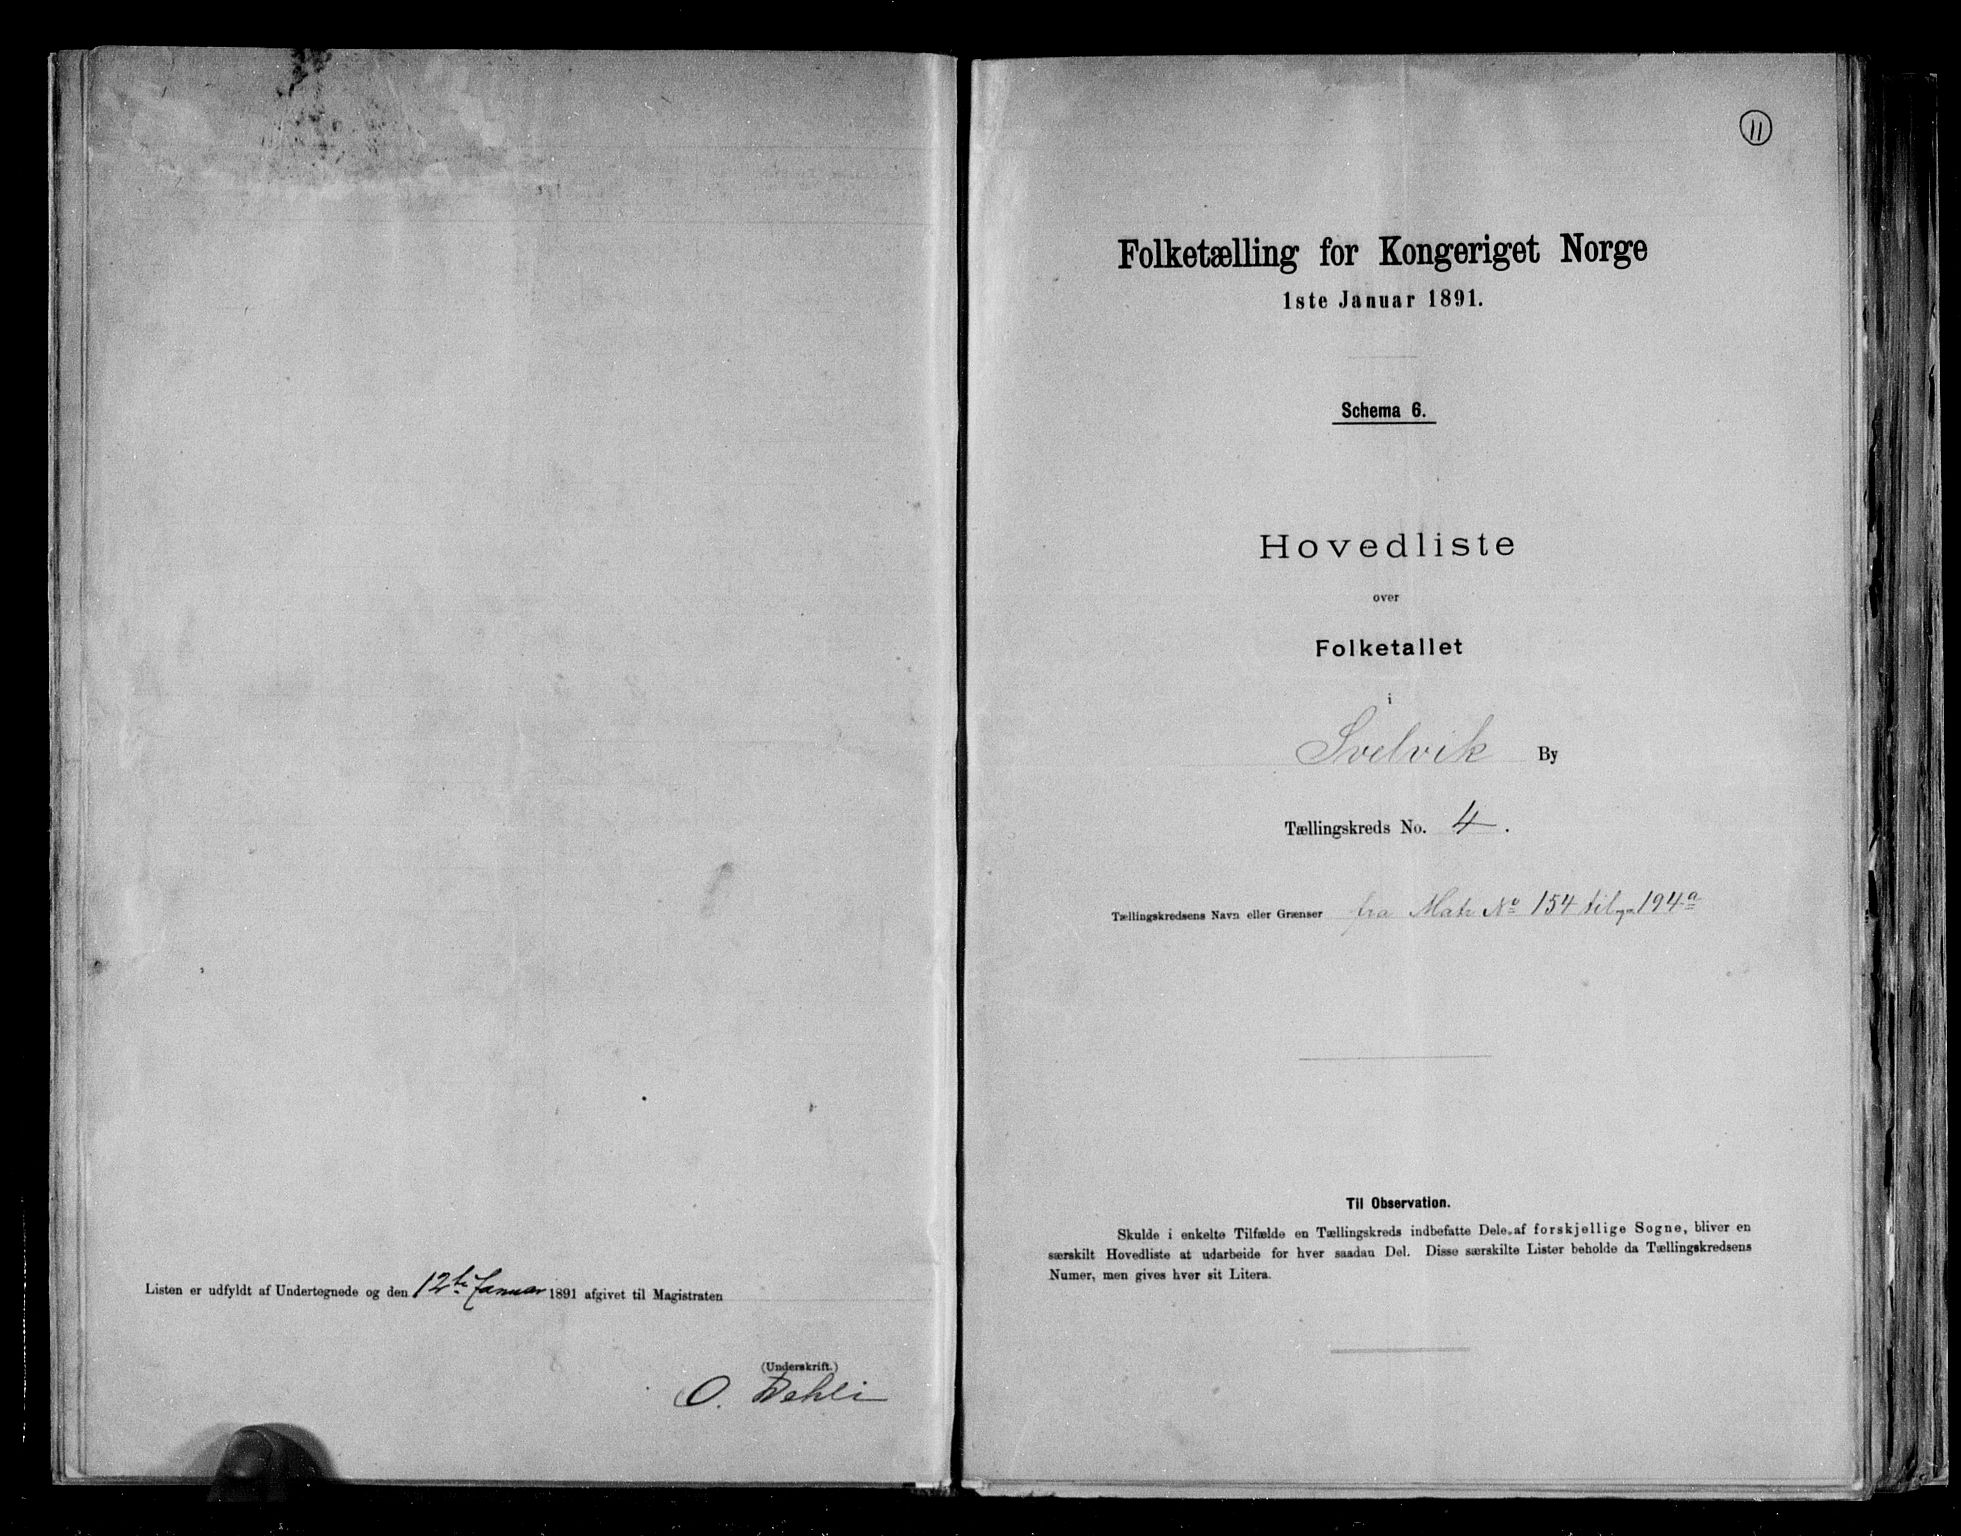 Listen er udfyldt af Undertegnede og den 12te Januar 1891 afgivet til Magistraten
(Underskrift.)
O. Dehli
11
Folketælling for Kongeriget Norge
1ste Januar 1891.
Schema 6.
Hovedliste
over
Folketallet
i
Svelvik By
Tællingskreds No. 4.
Tællingskredsens Navn eller Grænser fra Matr No 154 til 194a
Til Observation.
Skulde i enkelte Tilfælde en Tællingskreds indbefatte Dele af forskjellige Sogne, bliver en
særskilt Hovedliste at udarbeide for hver saadan Del. Disse særskilte Lister beholde da Tællingskredsens
Numer, men gives hver sit Litera.